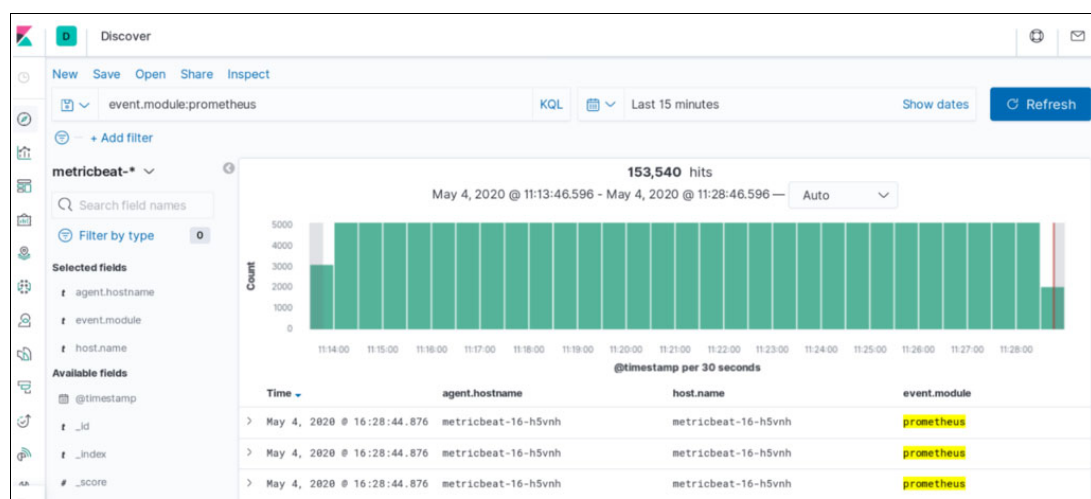 D Discover
New Save Open Share Inspect
event.module:prometheus KQL Last 15 minutes Show dates Refresh
+ Add filter
metricbeat-*
Search field names
Filter by type 0
Selected fields
t agent.hostname
t event.module
t host.name
Available fields
@timestamp
t _id
t _index
# _score
153,540 hits
May 4, 2020 @ 11:13:46.596 - May 4, 2020 @ 11:28:46.596 — Auto
Count
5000
4000
3000
2000
1000
0
11:14:00 11:15:00 11:16:00 11:17:00 11:18:00 11:19:00 11:20:00 11:21:00 11:22:00 11:23:00 11:24:00 11:25:00 11:26:00 11:27:00 11:28:00
@timestamp per 30 seconds
Time agent.hostname host.name event.module
May 4, 2020 @ 16:28:44.876 metricbeat-16-h5vnh metricbeat-16-h5vnh prometheus
May 4, 2020 @ 16:28:44.876 metricbeat-16-h5vnh metricbeat-16-h5vnh prometheus
May 4, 2020 @ 16:28:44.876 metricbeat-16-h5vnh metricbeat-16-h5vnh prometheus